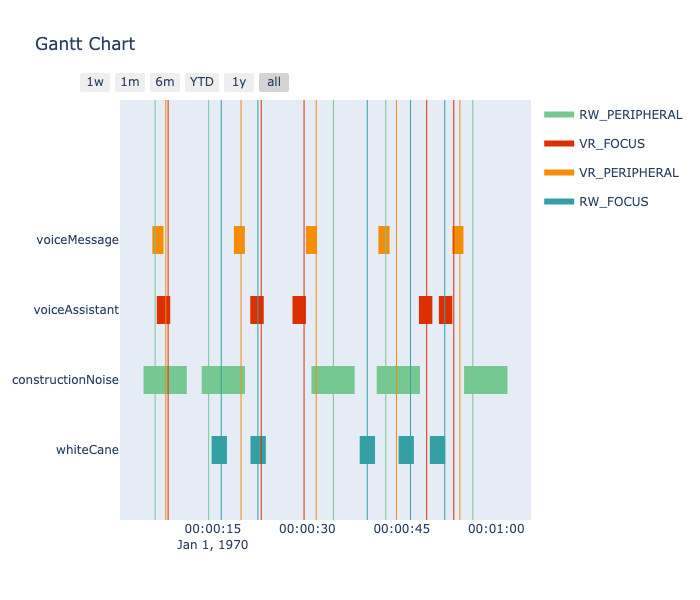 Gantt Chart
1w 1m 6m YTD 1y all
RW_PERIPHERAL
VR_FOCUS
VR_PERIPHERAL
RW_FOCUS
voiceMessage
voiceAssistant
constructionNoise
whiteCane
00:00:15 00:00:30 00:00:45 00:01:00
Jan 1, 1970